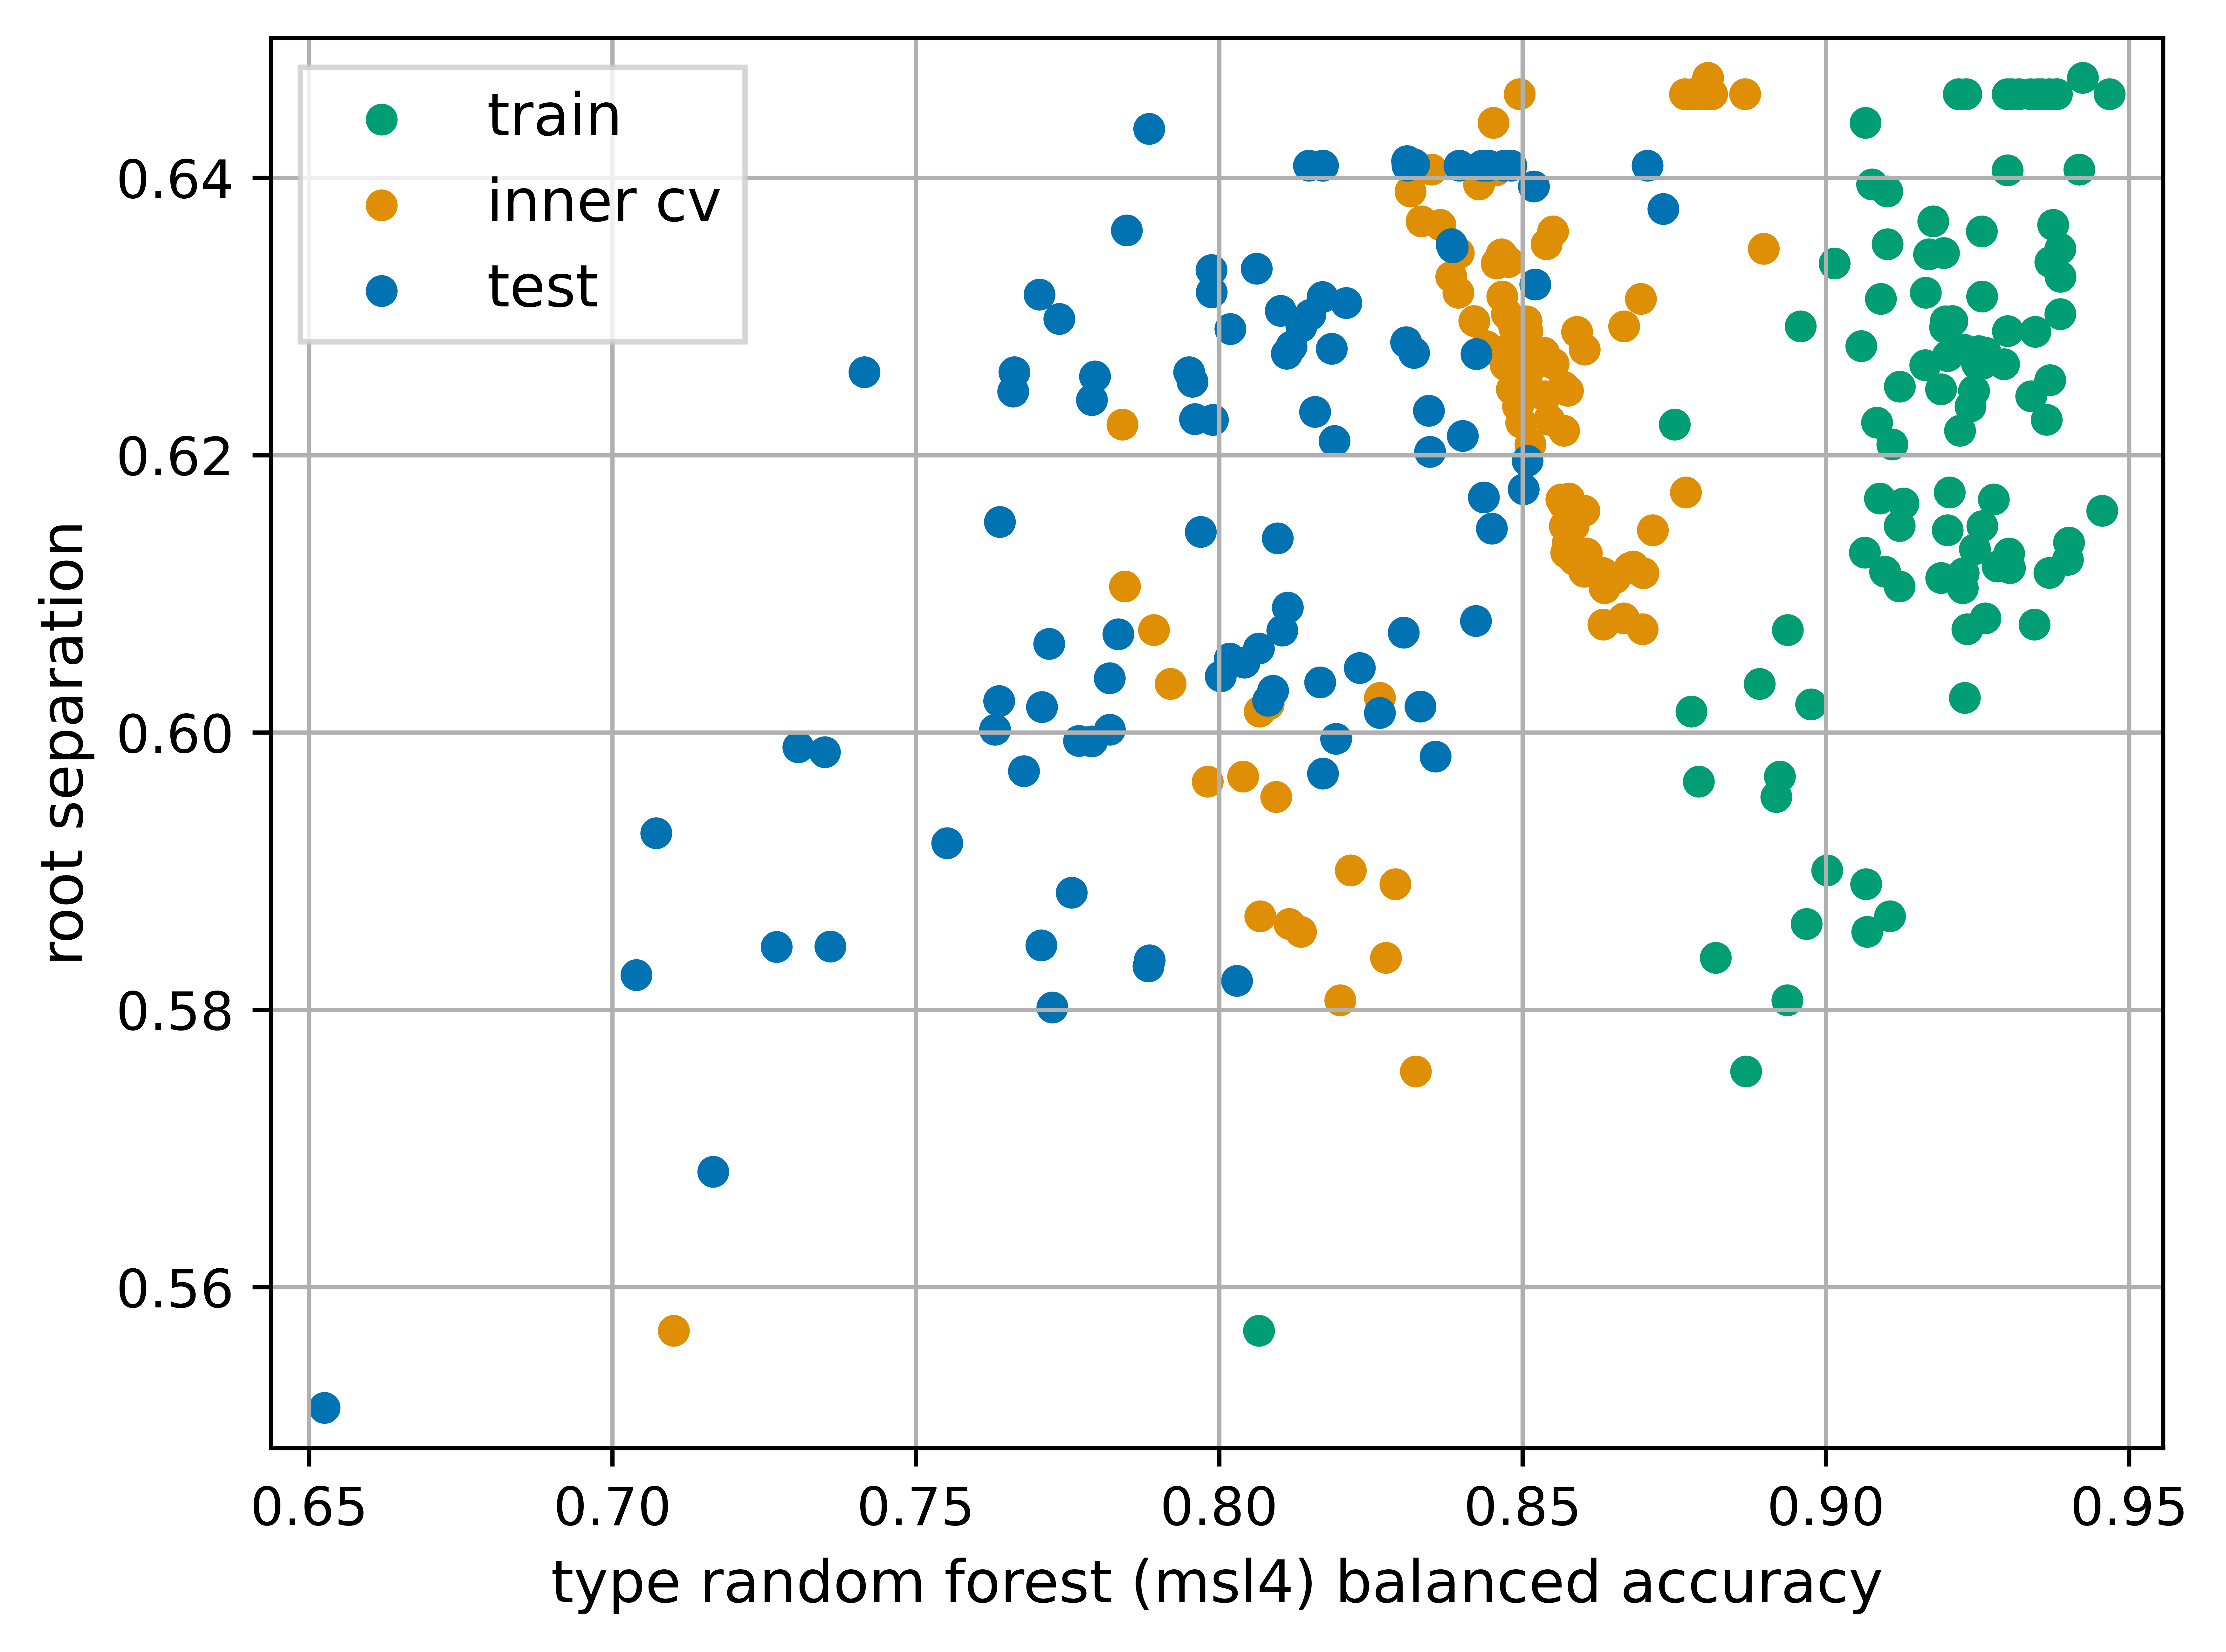 train
inner cv
test
0.64
0.62
0.60
0.58
0.56
root separation
0.65 0.70 0.75 0.80 0.85 0.90 0.95
type random forest (msl4) balanced accuracy